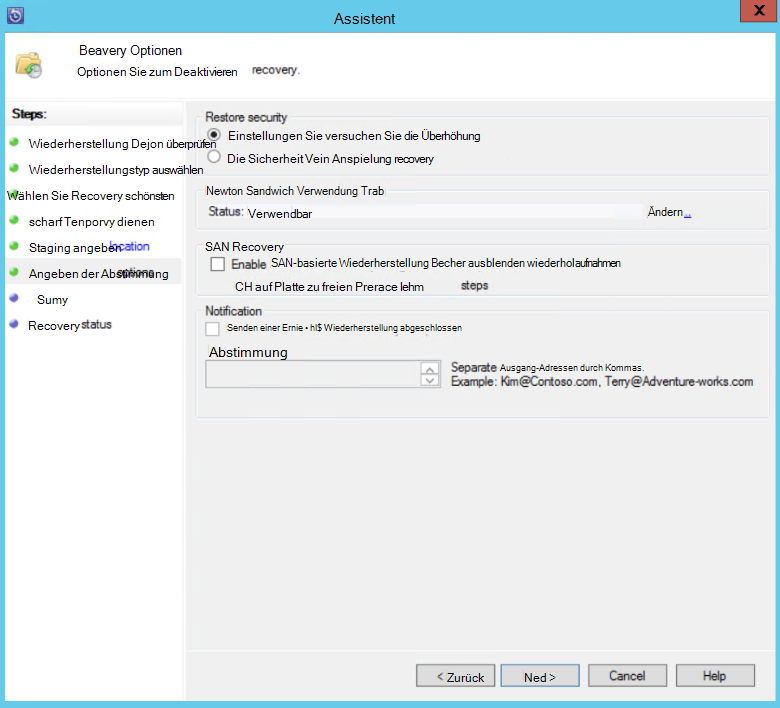 Assistent
X
Beavery Optionen
Optionen Sie zum Deaktivieren recovery.
Steps:
Wiederherstellung Dejon überprüfen
Wiederherstellungstyp auswählen
Wählen Sie Recovery schönsten
scharf Tenporvy dienen
Staging angeben location
Angeben der Abstimmung options
Sumy
Recovery status
Restore security
Einstellungen Sie versuchen Sie die Überhöhung
Die Sicherheit Vein Anspielung recovery
Newton Sandwich Verwendung Trab
Status: Verwendbar
Ändern...
SAN Recovery
Enable SAN-basierte Wiederherstellung Becher ausblenden wiederholaufnahmen
CH auf Platte zu freien Prerace lehm steps
Notification
Senden einer Ernie • hl$ Wiederherstellung abgeschlossen
Abstimmung
Separate Ausgang-Adressen durch Kommas.
Example: Kim@Contoso.com, Terry@Adventure-works.com
< Zurück
Ned >
Cancel
Help